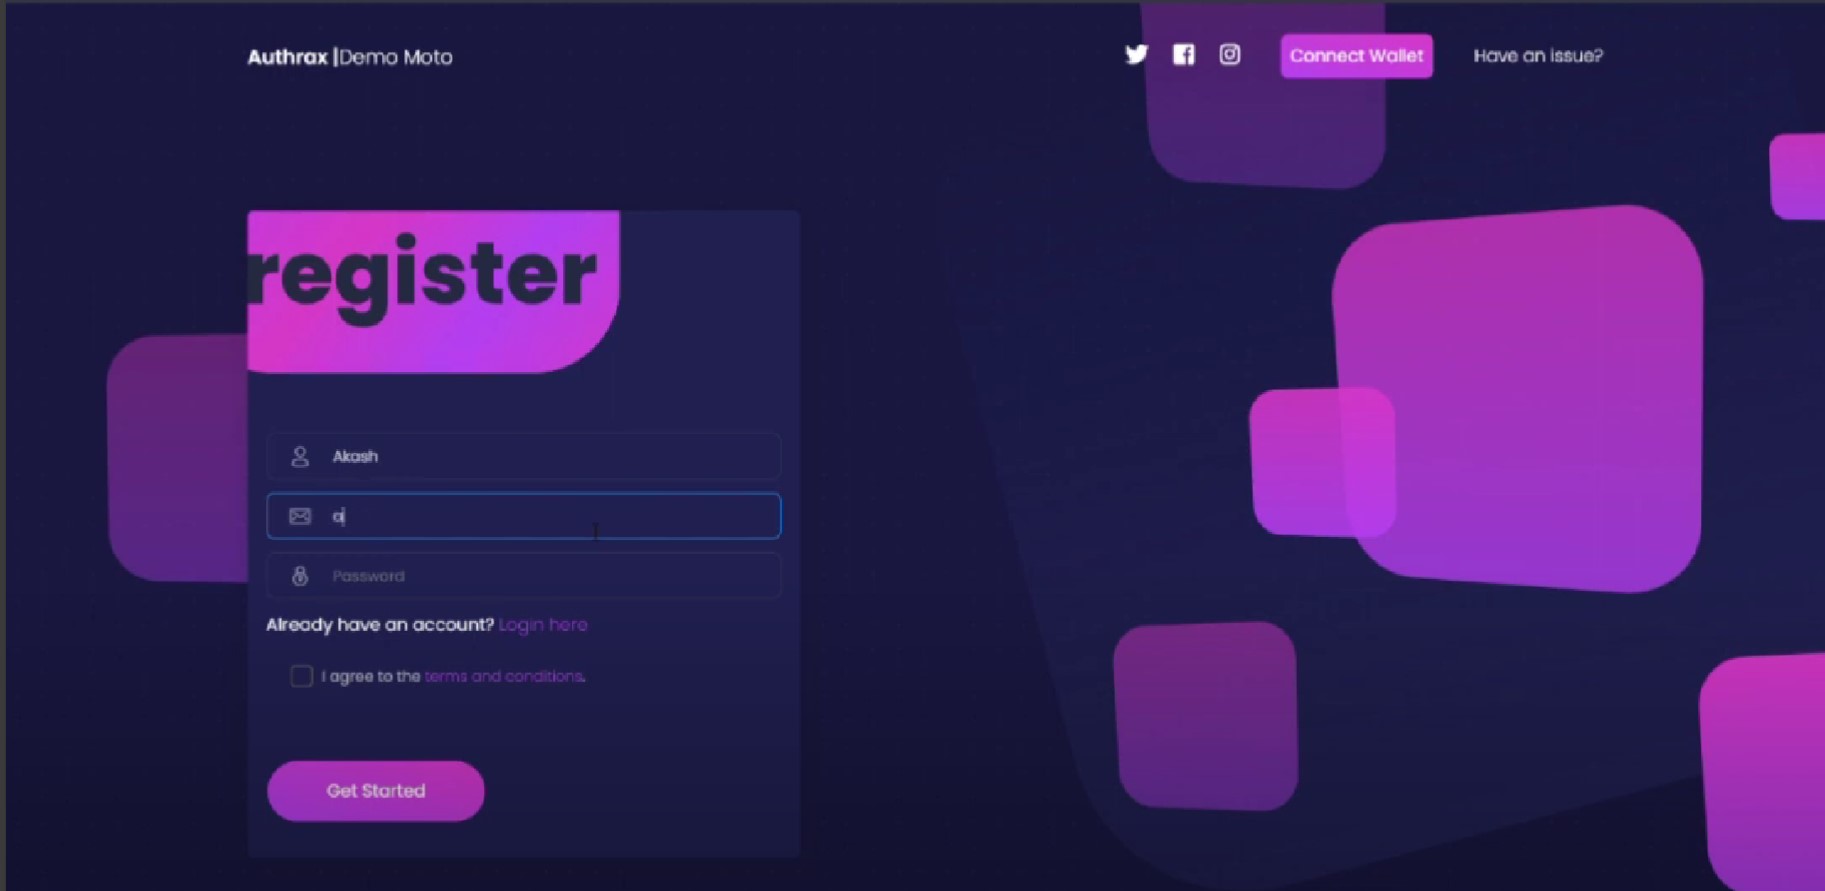 Authrax |Demo Moto
Connect Wallet
Have an issue?
register
Akash
a
Password
Already have an account? Login here
I agree to the terms and conditions.
Get Started